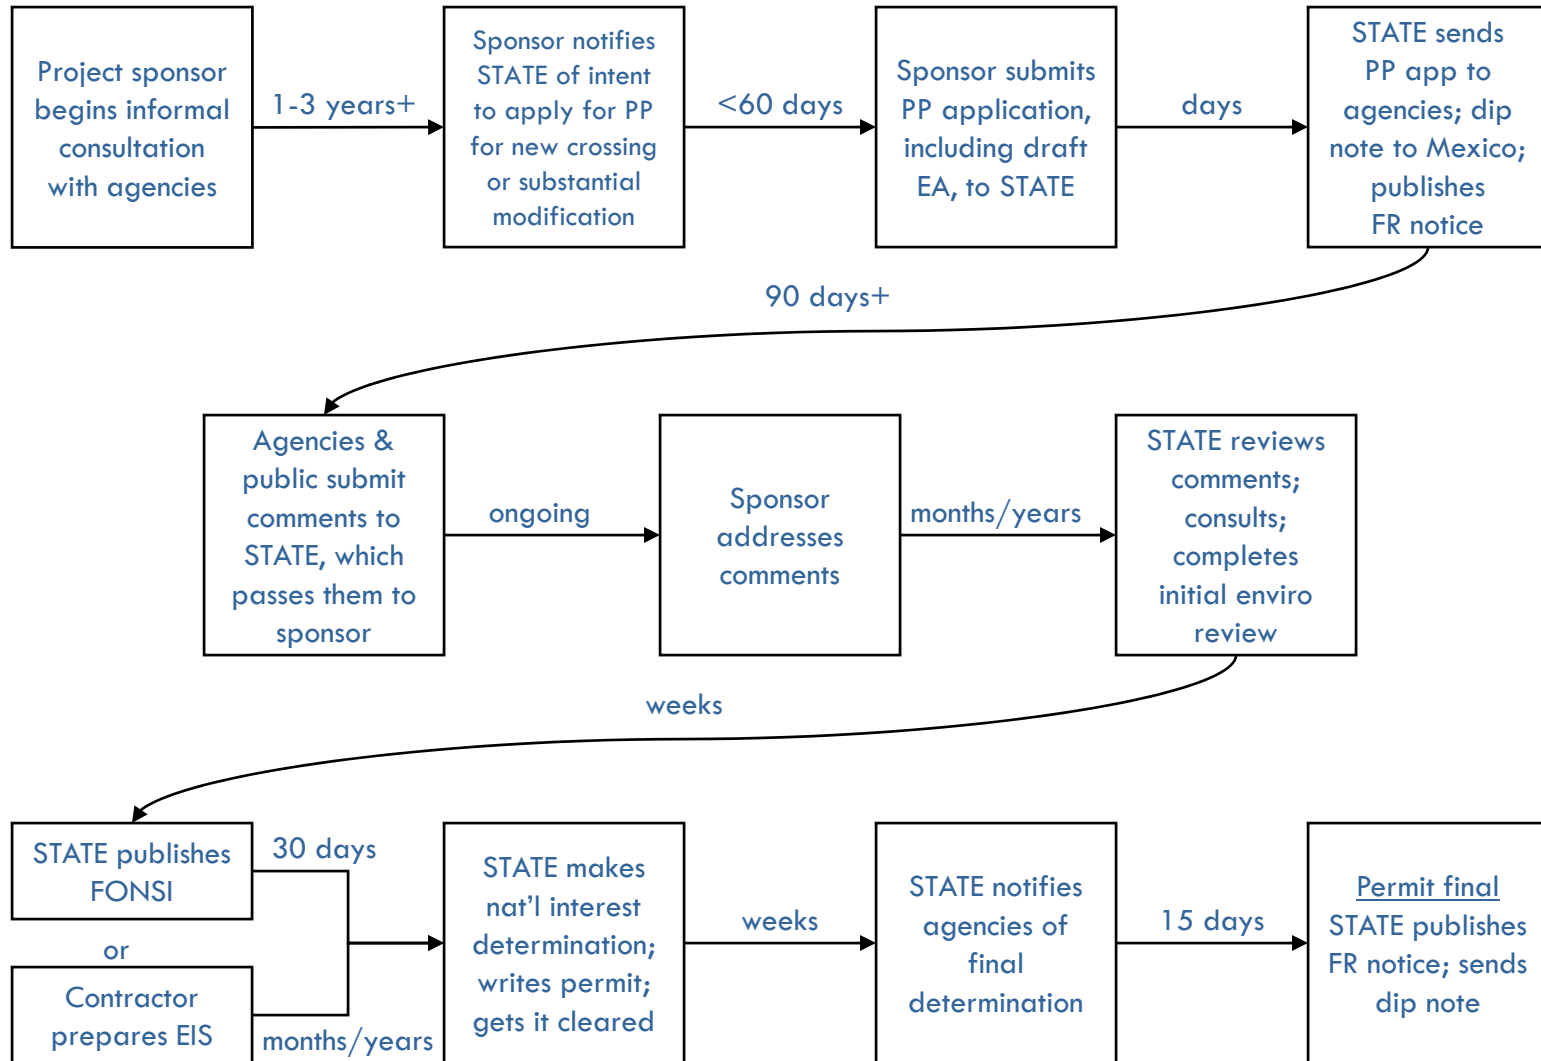 Project sponsor
begins informal
consultation
with agencies
1-3 years+
Sponsor notifies
STATE of intent
to apply for PP
for new crossing
or substantial
modification
<60 days
Sponsor submits
PP application,
including draft
EA, to STATE
days
STATE sends
PP app to
agencies; dip
note to Mexico;
publishes
FR notice
90 days+
Agencies &
public submit
comments to
STATE, which
passes them to
sponsor
ongoing
Sponsor
addresses
comments
months/years
STATE reviews
comments;
consults;
completes
initial enviro
review
weeks
STATE publishes
FONSI
30 days
or
Contractor
prepares EIS
months/years
STATE makes
nat’l interest
determination;
writes permit;
gets it cleared
weeks
STATE notifies
agencies of
final
determination
15 days
Permit final
STATE publishes
FR notice; sends
dip note